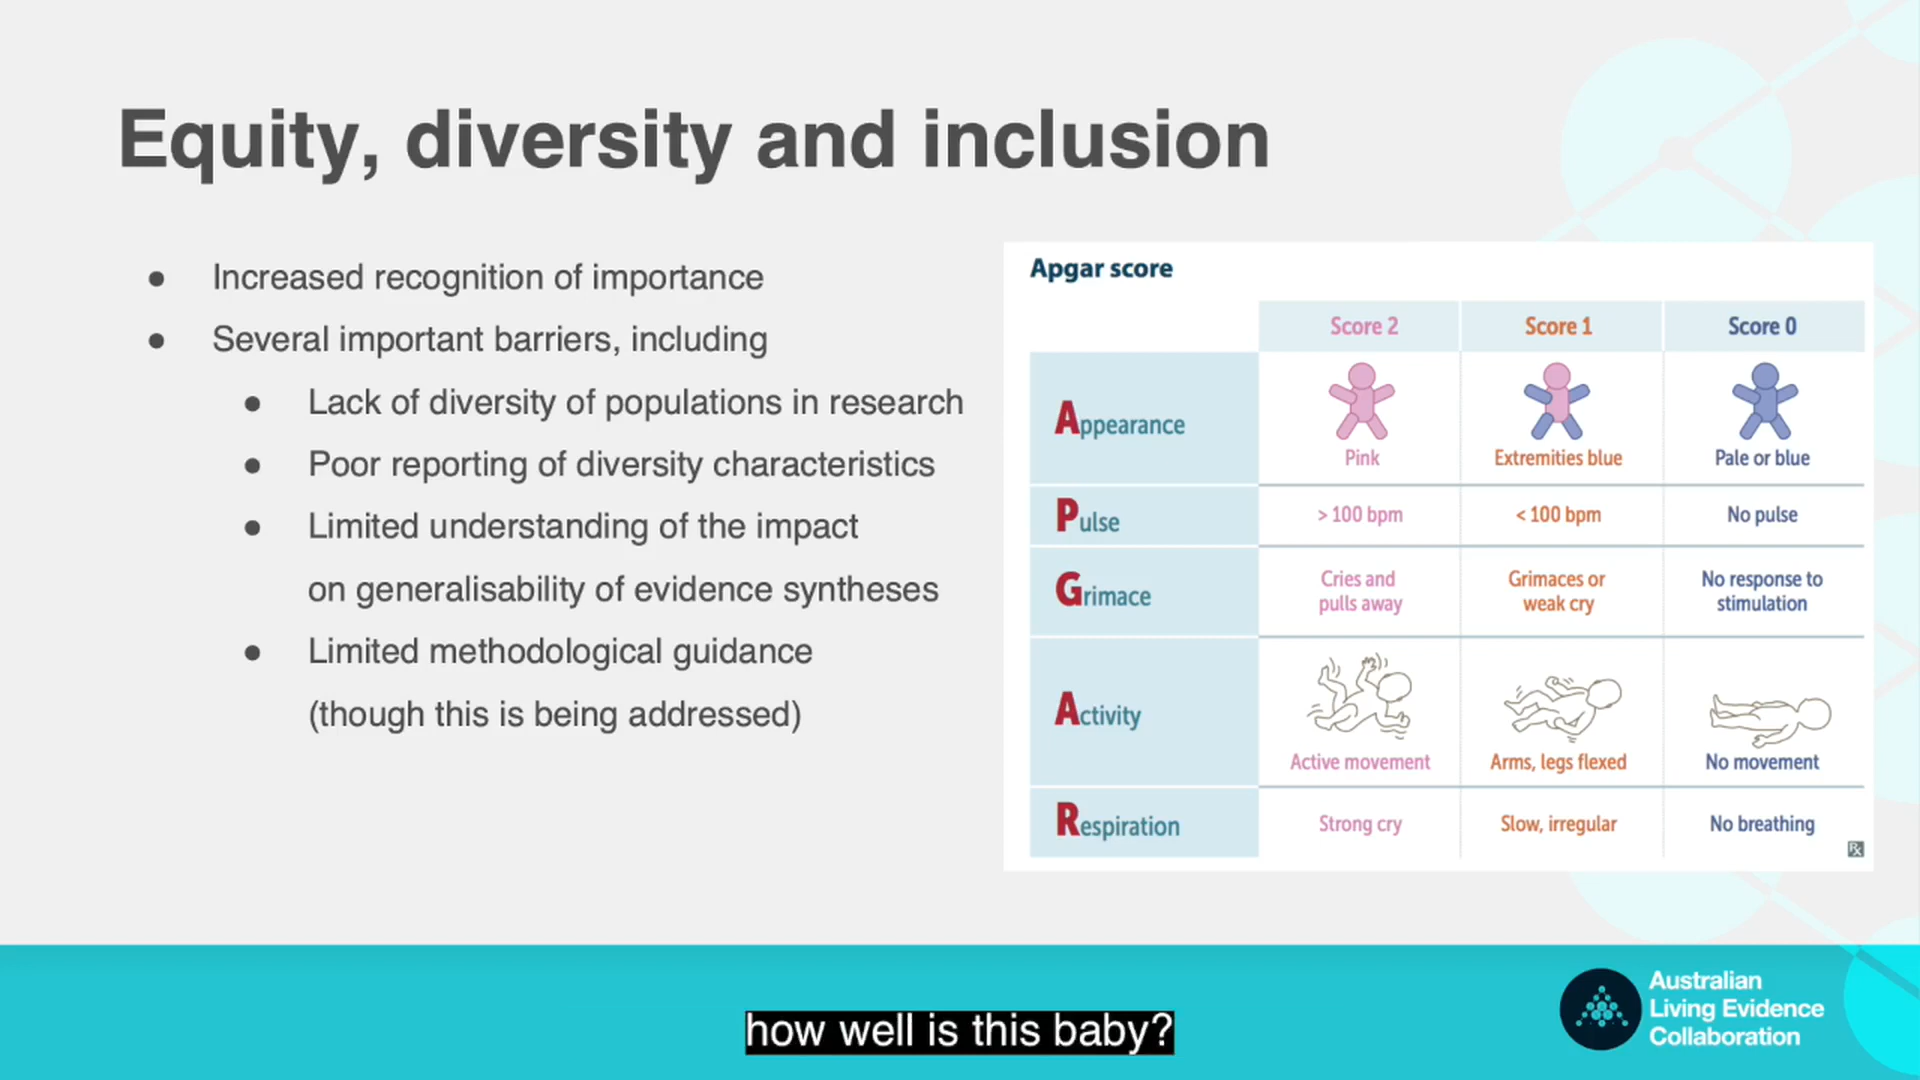 Equity, diversity and inclusion
● Increased recognition of importance
● Several important barriers, including
● Lack of diversity of populations in research
● Poor reporting of diversity characteristics
● Limited understanding of the impact
on generalisability of evidence syntheses
● Limited methodological guidance
(though this is being addressed)
Apgar score
Score 2 Score 1 Score 0
Appearance
Pink Extremities blue Pale or blue
Pulse > 100 bpm < 100 bpm No pulse
Grimace
Cries and Grimaces or No response to
pulls away weak cry stimulation
Activity
Active movement Arms, legs flexed No movement
Respiration Strong cry Slow, irregular No breathing
Rx
Australian
Living Evidence
Collaboration
how well is this baby?